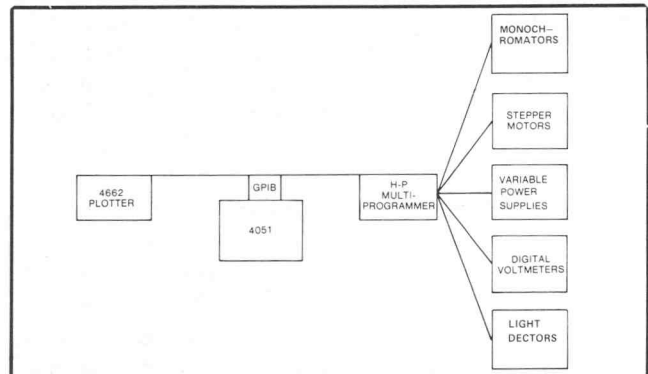 MONOCH-
ROMATORS
STEPPER
MOTORS
4662
PLOTTER
GPIB
4051
H-P
MULTI-
PROGRAMMER
VARIABLE
POWER
SUPPLIES
DIGITAL
VOLTMETERS
LIGHT
DECTORS